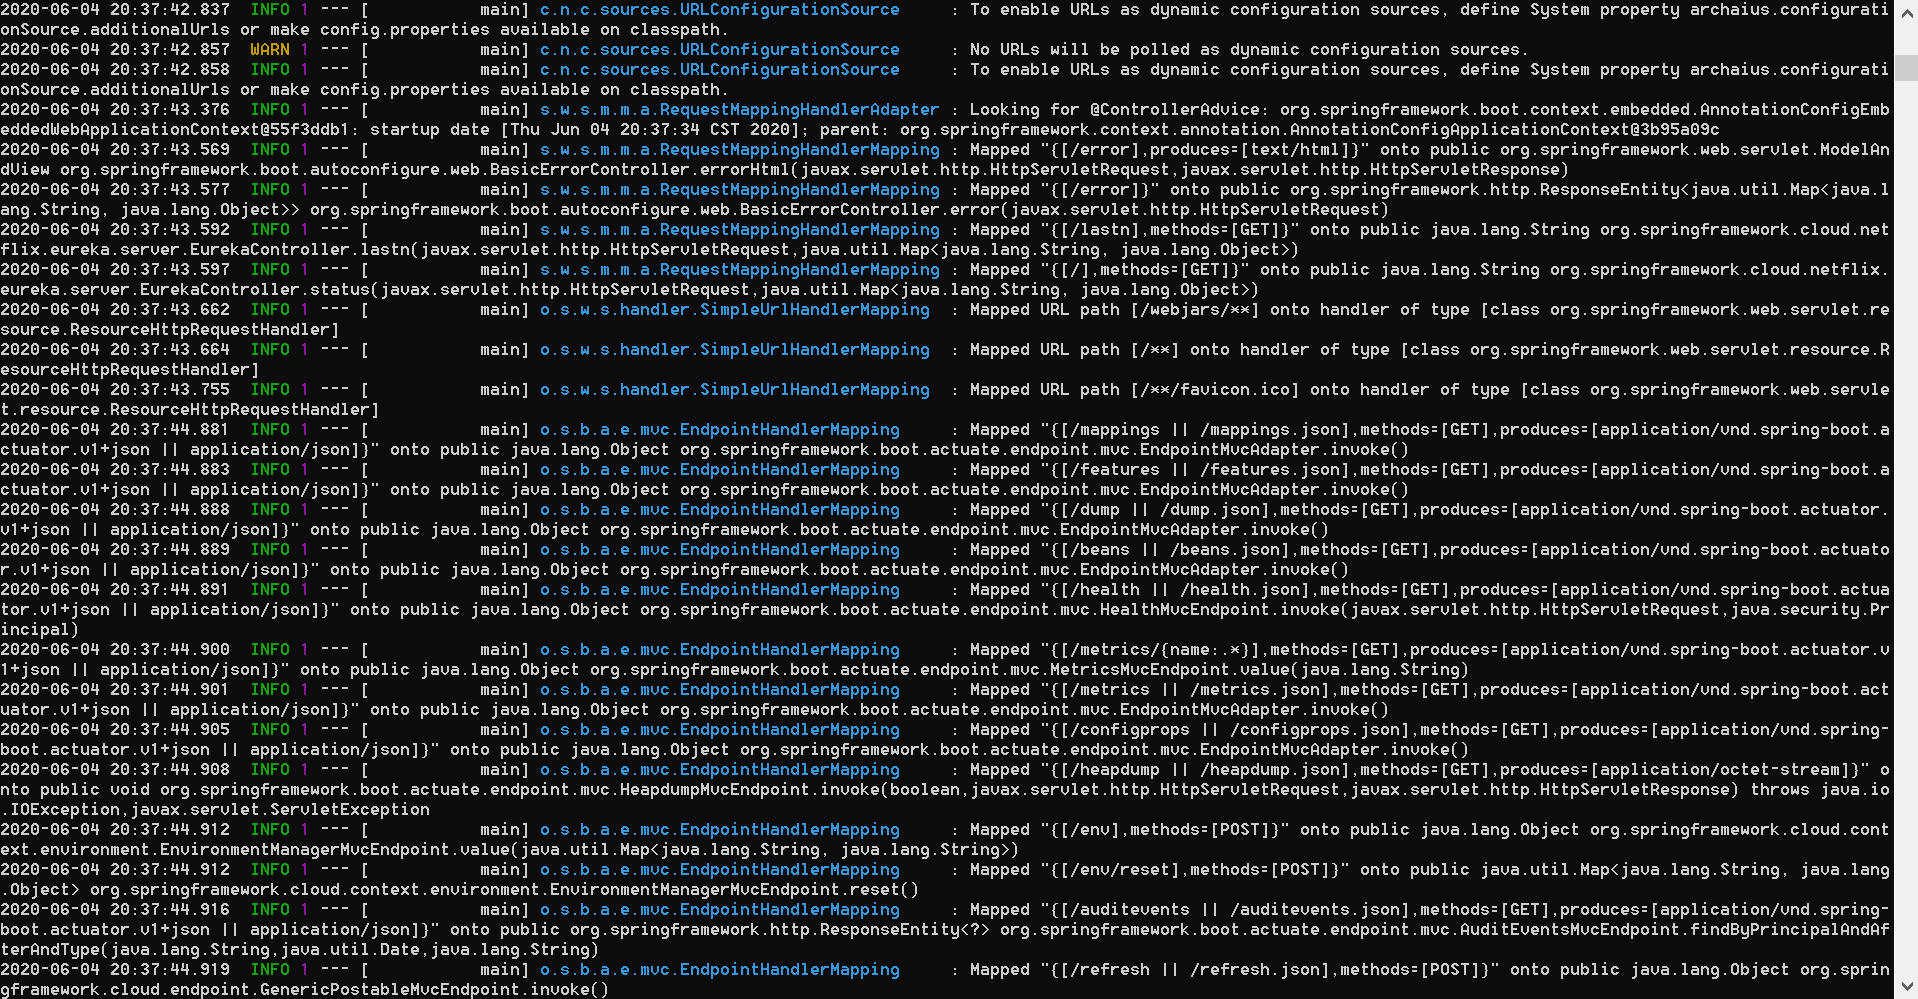 2020-06-04 20:37:42.837  INFO 1 --- [           main] c.n.c.sources.URLConfigurationSource     : To enable URLs as dynamic configuration sources, define System property archaius.configurati
onSource.additionalUrls or make config.properties available on classpath.
2020-06-04 20:37:42.857  WARN 1 --- [           main] c.n.c.sources.URLConfigurationSource     : No URLs will be polled as dynamic configuration sources.
2020-06-04 20:37:42.858  INFO 1 --- [           main] c.n.c.sources.URLConfigurationSource     : To enable URLs as dynamic configuration sources, define System property archaius.configurati
onSource.additionalUrls or make config.properties available on classpath.
2020-06-04 20:37:43.376  INFO 1 --- [           main] s.w.s.m.m.a.RequestMappingHandlerAdapter : Looking for @ControllerAdvice: org.springframework.boot.context.embedded.AnnotationConfigEmb
eddedWebApplicationContext@55f3ddb1: startup date [Thu Jun 04 20:37:34 CST 2020]; parent: org.springframework.context.annotation.AnnotationConfigApplicationContext@3b95a09c
2020-06-04 20:37:43.569  INFO 1 --- [           main] s.w.s.m.m.a.RequestMappingHandlerMapping : Mapped "{[/error],produces=[text/html]}" onto public org.springframework.web.servlet.ModelAn
dView org.springframework.boot.autoconfigure.web.BasicErrorController.errorHtml(javax.servlet.http.HttpServletRequest,javax.servlet.http.HttpServletResponse)
2020-06-04 20:37:43.577  INFO 1 --- [           main] s.w.s.m.m.a.RequestMappingHandlerMapping : Mapped "{[/error]}" onto public org.springframework.http.ResponseEntity<java.util.Map<java.l
ang.String, java.lang.Object>> org.springframework.boot.autoconfigure.web.BasicErrorController.error(javax.servlet.http.HttpServletRequest)
2020-06-04 20:37:43.592  INFO 1 --- [           main] s.w.s.m.m.a.RequestMappingHandlerMapping : Mapped "{[/lastn],methods=[GET]}" onto public java.lang.String org.springframework.cloud.net
flix.eureka.server.EurekaController.lastn(javax.servlet.http.HttpServletRequest,java.util.Map<java.lang.String, java.lang.Object>)
2020-06-04 20:37:43.597  INFO 1 --- [           main] s.w.s.m.m.a.RequestMappingHandlerMapping : Mapped "{[/],methods=[GET]}" onto public java.lang.String org.springframework.cloud.netflix.
eureka.server.EurekaController.status(javax.servlet.http.HttpServletRequest,java.util.Map<java.lang.String, java.lang.Object>)
2020-06-04 20:37:43.662  INFO 1 --- [           main] o.s.w.s.handler.SimpleUrlHandlerMapping  : Mapped URL path [/webjars/**] onto handler of type [class org.springframework.web.servlet.re
source.ResourceHttpRequestHandler]
2020-06-04 20:37:43.664  INFO 1 --- [           main] o.s.w.s.handler.SimpleUrlHandlerMapping  : Mapped URL path [/**] onto handler of type [class org.springframework.web.servlet.resource.R
esourceHttpRequestHandler]
2020-06-04 20:37:43.755  INFO 1 --- [           main] o.s.w.s.handler.SimpleUrlHandlerMapping  : Mapped URL path [/**/favicon.ico] onto handler of type [class org.springframework.web.servle
t.resource.ResourceHttpRequestHandler]
2020-06-04 20:37:44.881  INFO 1 --- [           main] o.s.b.a.e.mvc.EndpointHandlerMapping     : Mapped "{[/mappings || /mappings.json],methods=[GET],produces=[application/vnd.spring-boot.a
ctuator.v1+json || application/json]}" onto public java.lang.Object org.springframework.boot.actuate.endpoint.mvc.EndpointMvcAdapter.invoke()
2020-06-04 20:37:44.883  INFO 1 --- [           main] o.s.b.a.e.mvc.EndpointHandlerMapping     : Mapped "{[/features || /features.json],methods=[GET],produces=[application/vnd.spring-boot.a
ctuator.v1+json || application/json]}" onto public java.lang.Object org.springframework.boot.actuate.endpoint.mvc.EndpointMvcAdapter.invoke()
2020-06-04 20:37:44.888  INFO 1 --- [           main] o.s.b.a.e.mvc.EndpointHandlerMapping     : Mapped "{[/dump || /dump.json],methods=[GET],produces=[application/vnd.spring-boot.actuator.
v1+json || application/json]}" onto public java.lang.Object org.springframework.boot.actuate.endpoint.mvc.EndpointMvcAdapter.invoke()
2020-06-04 20:37:44.889  INFO 1 --- [           main] o.s.b.a.e.mvc.EndpointHandlerMapping     : Mapped "{[/beans || /beans.json],methods=[GET],produces=[application/vnd.spring-boot.actuato
r.v1+json || application/json]}" onto public java.lang.Object org.springframework.boot.actuate.endpoint.mvc.EndpointMvcAdapter.invoke()
2020-06-04 20:37:44.891  INFO 1 --- [           main] o.s.b.a.e.mvc.EndpointHandlerMapping     : Mapped "{[/health || /health.json],methods=[GET],produces=[application/vnd.spring-boot.actua
tor.v1+json || application/json]}" onto public java.lang.Object org.springframework.boot.actuate.endpoint.mvc.HealthMvcEndpoint.invoke(javax.servlet.http.HttpServletRequest,java.security.Pr
incipal)
2020-06-04 20:37:44.900  INFO 1 --- [           main] o.s.b.a.e.mvc.EndpointHandlerMapping     : Mapped "{[/metrics/{name:.*}],methods=[GET],produces=[application/vnd.spring-boot.actuator.v
1+json || application/json]}" onto public java.lang.Object org.springframework.boot.actuate.endpoint.mvc.MetricsMvcEndpoint.value(java.lang.String)
2020-06-04 20:37:44.901  INFO 1 --- [           main] o.s.b.a.e.mvc.EndpointHandlerMapping     : Mapped "{[/metrics || /metrics.json],methods=[GET],produces=[application/vnd.spring-boot.act
uator.v1+json || application/json]}" onto public java.lang.Object org.springframework.boot.actuate.endpoint.mvc.EndpointMvcAdapter.invoke()
2020-06-04 20:37:44.905  INFO 1 --- [           main] o.s.b.a.e.mvc.EndpointHandlerMapping     : Mapped "{[/configprops || /configprops.json],methods=[GET],produces=[application/vnd.spring-
boot.actuator.v1+json || application/json]}" onto public java.lang.Object org.springframework.boot.actuate.endpoint.mvc.EndpointMvcAdapter.invoke()
2020-06-04 20:37:44.908  INFO 1 --- [           main] o.s.b.a.e.mvc.EndpointHandlerMapping     : Mapped "{[/heapdump || /heapdump.json],methods=[GET],produces=[application/octet-stream]}" o
nto public void org.springframework.boot.actuate.endpoint.mvc.HeapdumpMvcEndpoint.invoke(boolean,javax.servlet.http.HttpServletRequest,javax.servlet.http.HttpServletResponse) throws java.io
.IOException,javax.servlet.ServletException
2020-06-04 20:37:44.912  INFO 1 --- [           main] o.s.b.a.e.mvc.EndpointHandlerMapping     : Mapped "{[/env],methods=[POST]}" onto public java.lang.Object org.springframework.cloud.cont
ext.environment.EnvironmentManagerMvcEndpoint.value(java.util.Map<java.lang.String, java.lang.String>)
2020-06-04 20:37:44.912  INFO 1 --- [           main] o.s.b.a.e.mvc.EndpointHandlerMapping     : Mapped "{[/env/reset],methods=[POST]}" onto public java.util.Map<java.lang.String, java.lang
.Object> org.springframework.cloud.context.environment.EnvironmentManagerMvcEndpoint.reset()
2020-06-04 20:37:44.916  INFO 1 --- [           main] o.s.b.a.e.mvc.EndpointHandlerMapping     : Mapped "{[/auditevents || /auditevents.json],methods=[GET],produces=[application/vnd.spring-
boot.actuator.v1+json || application/json]}" onto public org.springframework.http.ResponseEntity<?> org.springframework.boot.actuate.endpoint.mvc.AuditEventsMvcEndpoint.findByPrincipalAndAf
terAndType(java.lang.String,java.util.Date,java.lang.String)
2020-06-04 20:37:44.919  INFO 1 --- [           main] o.s.b.a.e.mvc.EndpointHandlerMapping     : Mapped "{[/refresh || /refresh.json],methods=[POST]}" onto public java.lang.Object org.sprin
gframework.cloud.endpoint.GenericPostableMvcEndpoint.invoke()